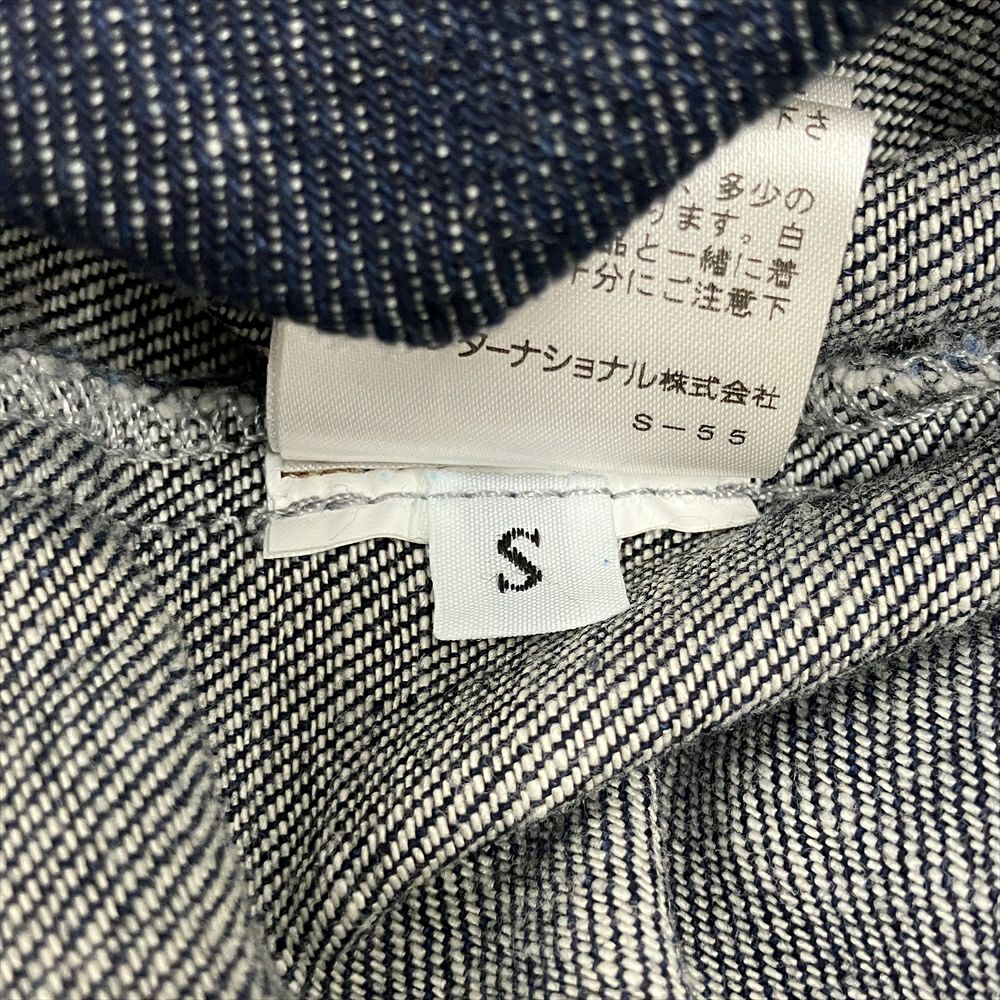 下さ
、多少の
ります。白
品と一緒に着
十分にご注意下
ターナショナル株式会社
S-55
S